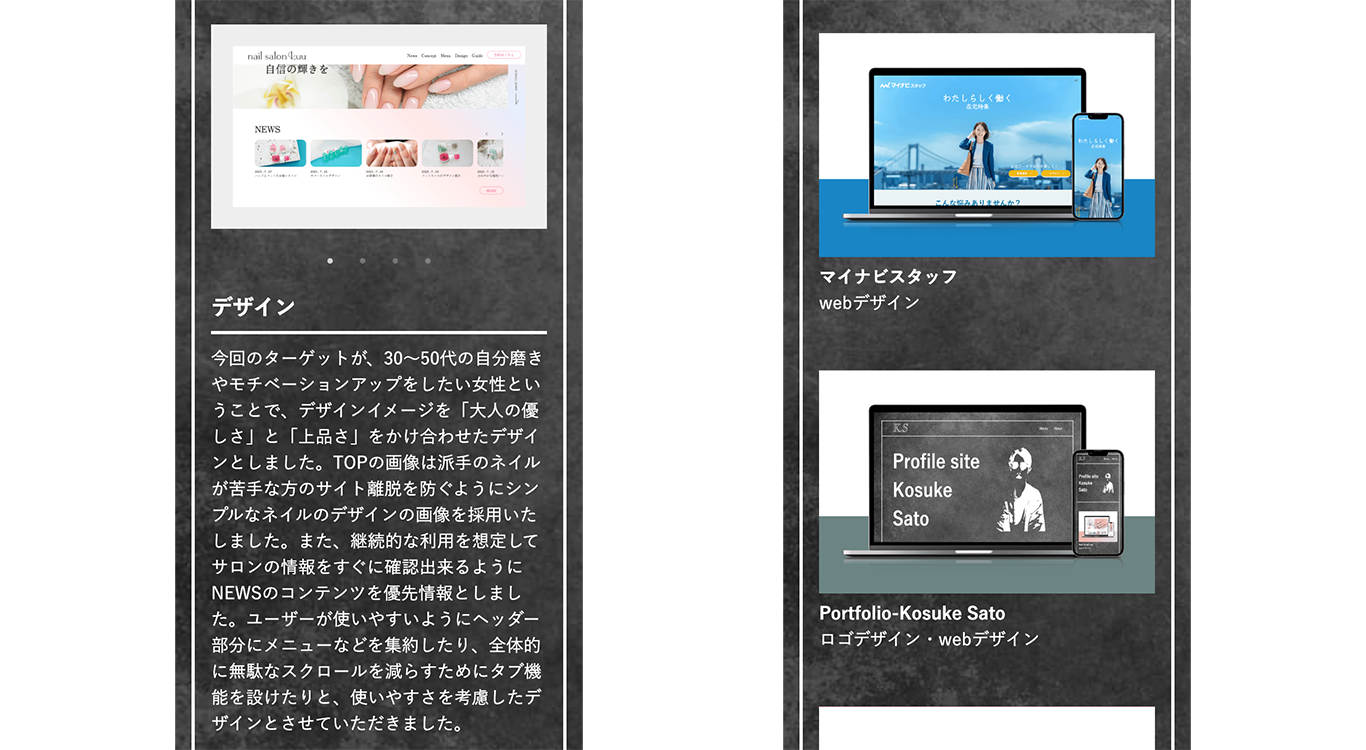 nail salon Luu
News Concept Menu Design Guide
自信の輝きを
NEWS
MORE
デザイン
今回のターゲットが、30〜50代の自分磨き
やモチベーションアップをしたい女性とい
うことで、デザインイメージを「大人の優
しさ」と「上品さ」をかけ合わせたデザイ
ンとしました。TOPの画像は派手のネイル
が苦手な方のサイト離脱を防ぐようにシン
プルなネイルのデザインの画像を採用いた
しました。また、継続的な利用を想定して
サロンの情報をすぐに確認出来るように
NEWSのコンテンツを優先情報としまし
た。ユーザーが使いやすいようにヘッダー
部分にメニューなどを集約したり、全体的
に無駄なスクロールを減らすためにタブ機
能を設けたりと、使いやすさを考慮したデ
ザインとさせていただきました。
マイナビスタッフ
わたしらしく働く
在宅特集
こんな悩みありませんか？
わたしらしく働く
在宅特集
マイナビスタッフ
webデザイン
K.S
Menu About
Profile site
Kosuke
Sato
Profile site
Kosuke
Sato
Portfolio-Kosuke Sato
ロゴデザイン・webデザイン